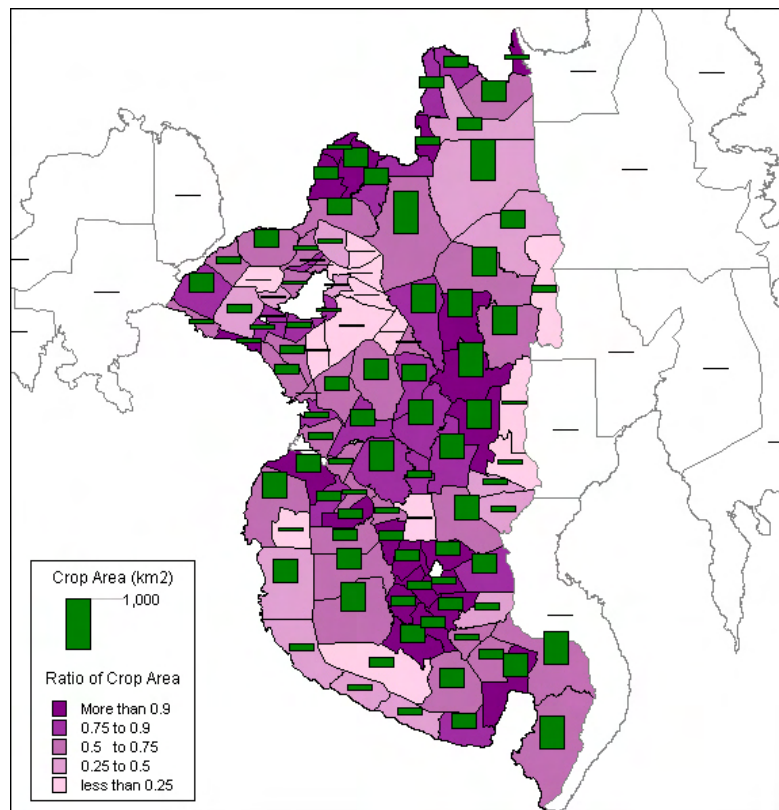 Crop Area (km2)
1,000
Ratio of Crop Area
More than 0.9
0.75 to 0.9
0.5 to 0.75
0.25 to 0.5
less than 0.25